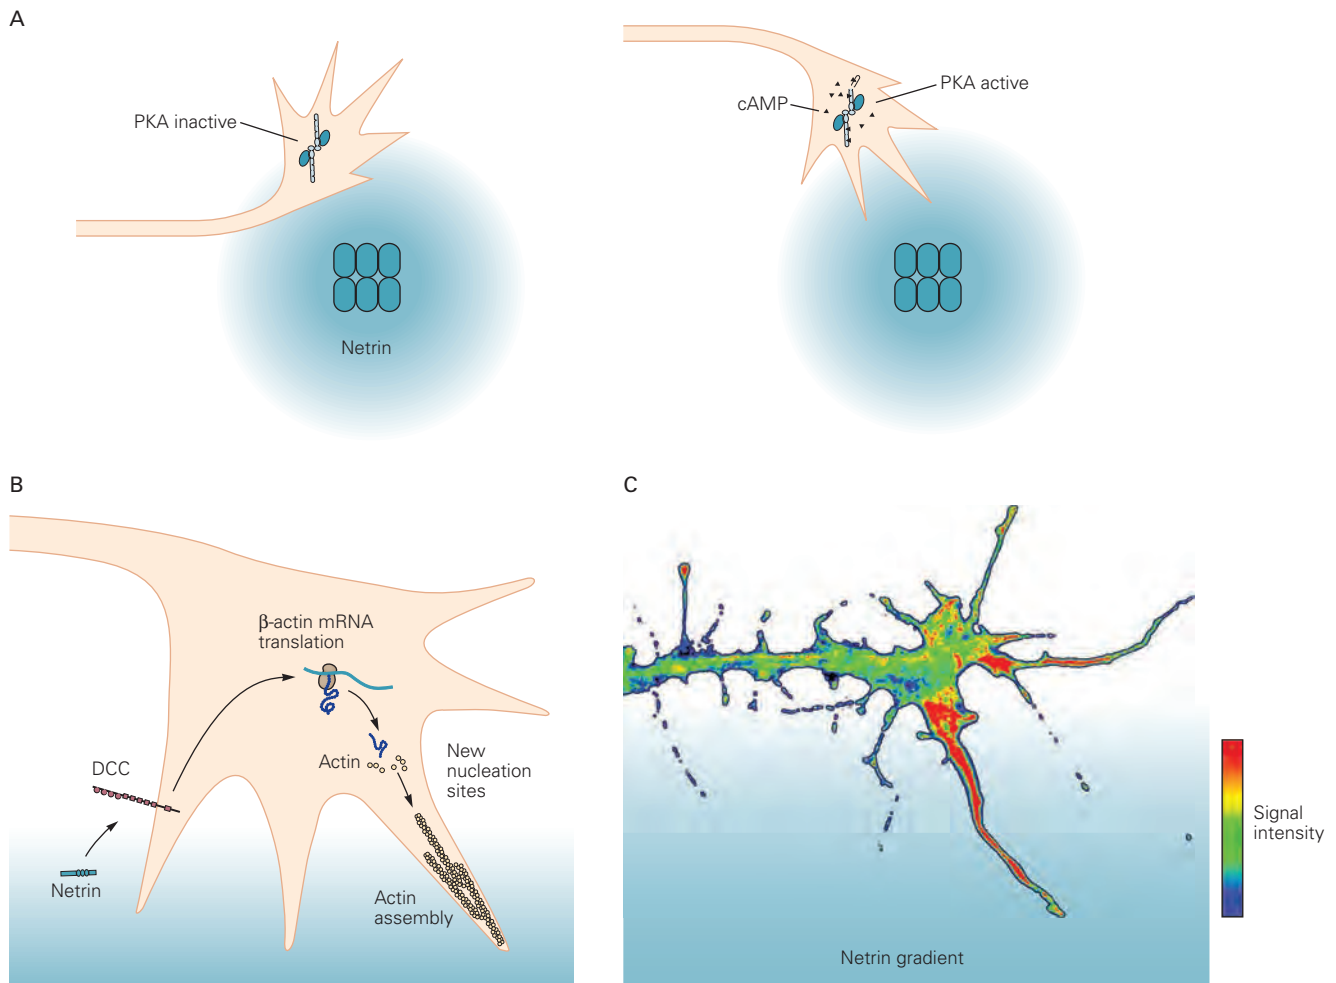 A
PKA inactive
Netrin
cAMP
PKA active
B
β-actin mRNA
translation
DCC
Netrin
Actin
New
nucleation
sites
Actin
assembly
C
Signal
intensity
Netrin gradient